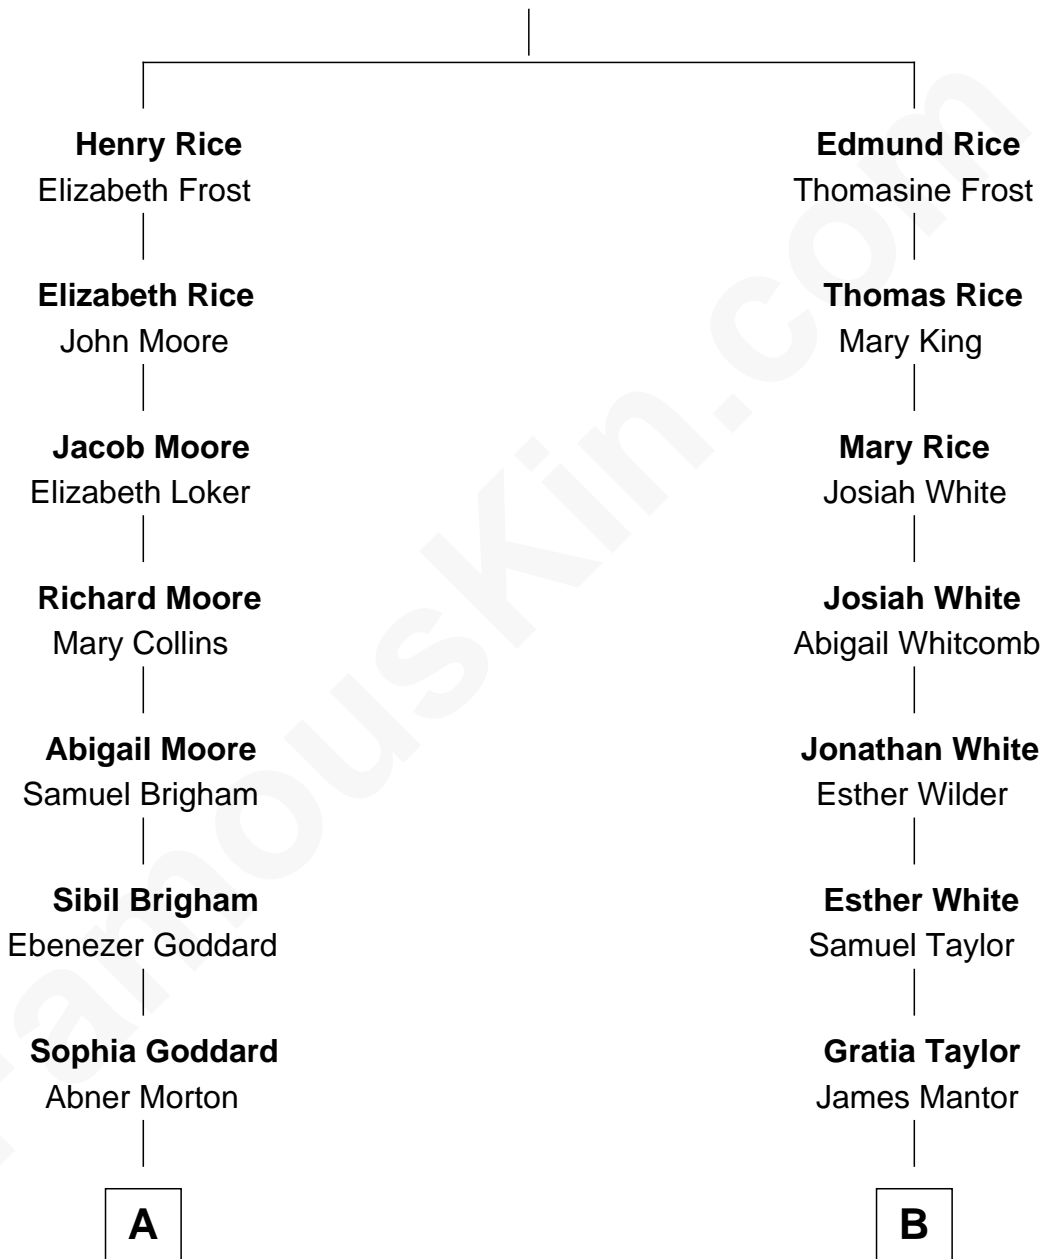 Henry Rice
Elizabeth Frost
Elizabeth Rice
John Moore
Jacob Moore
Elizabeth Loker
Richard Moore
Mary Collins
Abigail Moore
Samuel Brigham
Sibil Brigham
Ebenezer Goddard
Sophia Goddard
Abner Morton
A
Edmund Rice
Thomasine Frost
Thomas Rice
Mary King
Mary Rice
Josiah White
Josiah White
Abigail Whitcomb
Jonathan White
Esther Wilder
Esther White
Samuel Taylor
Gratia Taylor
James Mantor
B
FamousKin.com